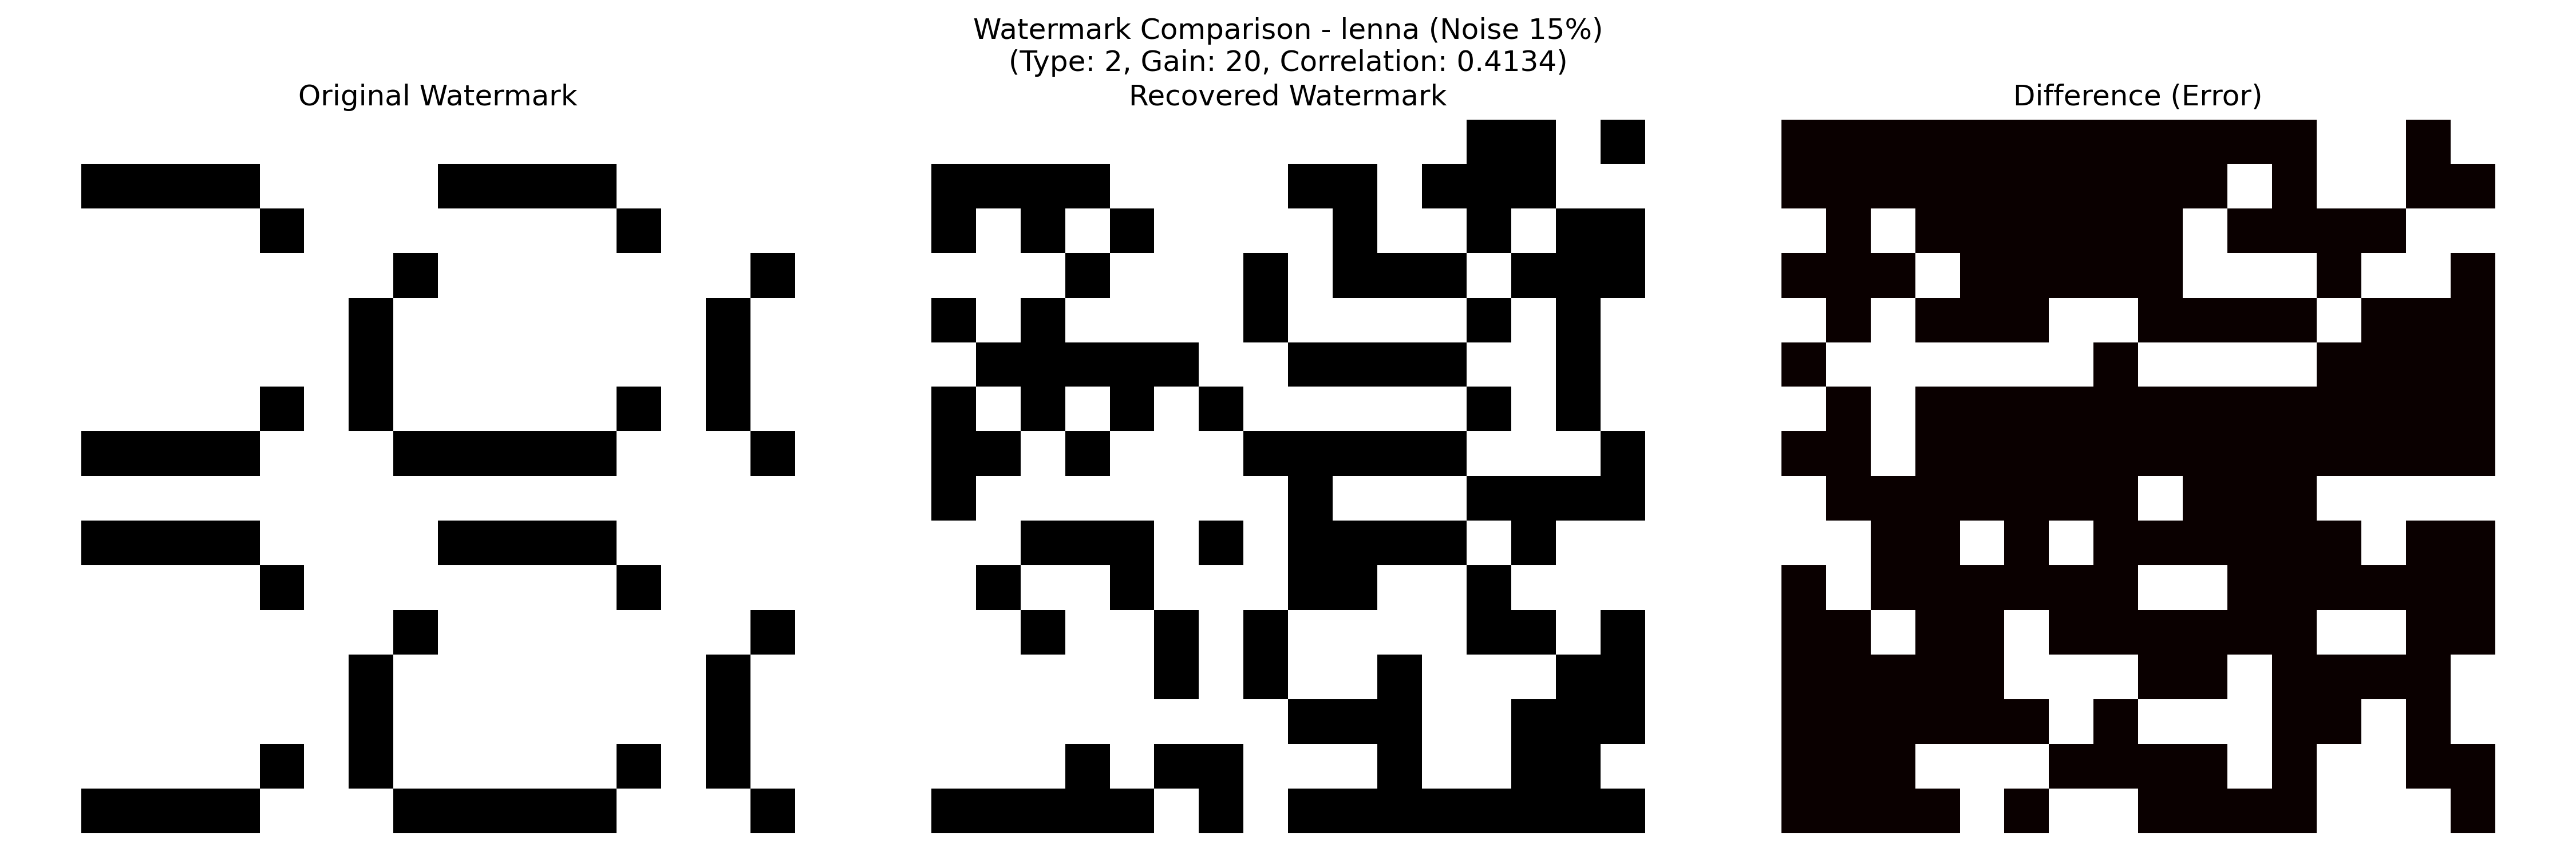 Watermark Comparison - lenna (Noise 15%)
(Type: 2, Gain: 20, Correlation: 0.4134)
Original Watermark
Recovered Watermark
Difference (Error)